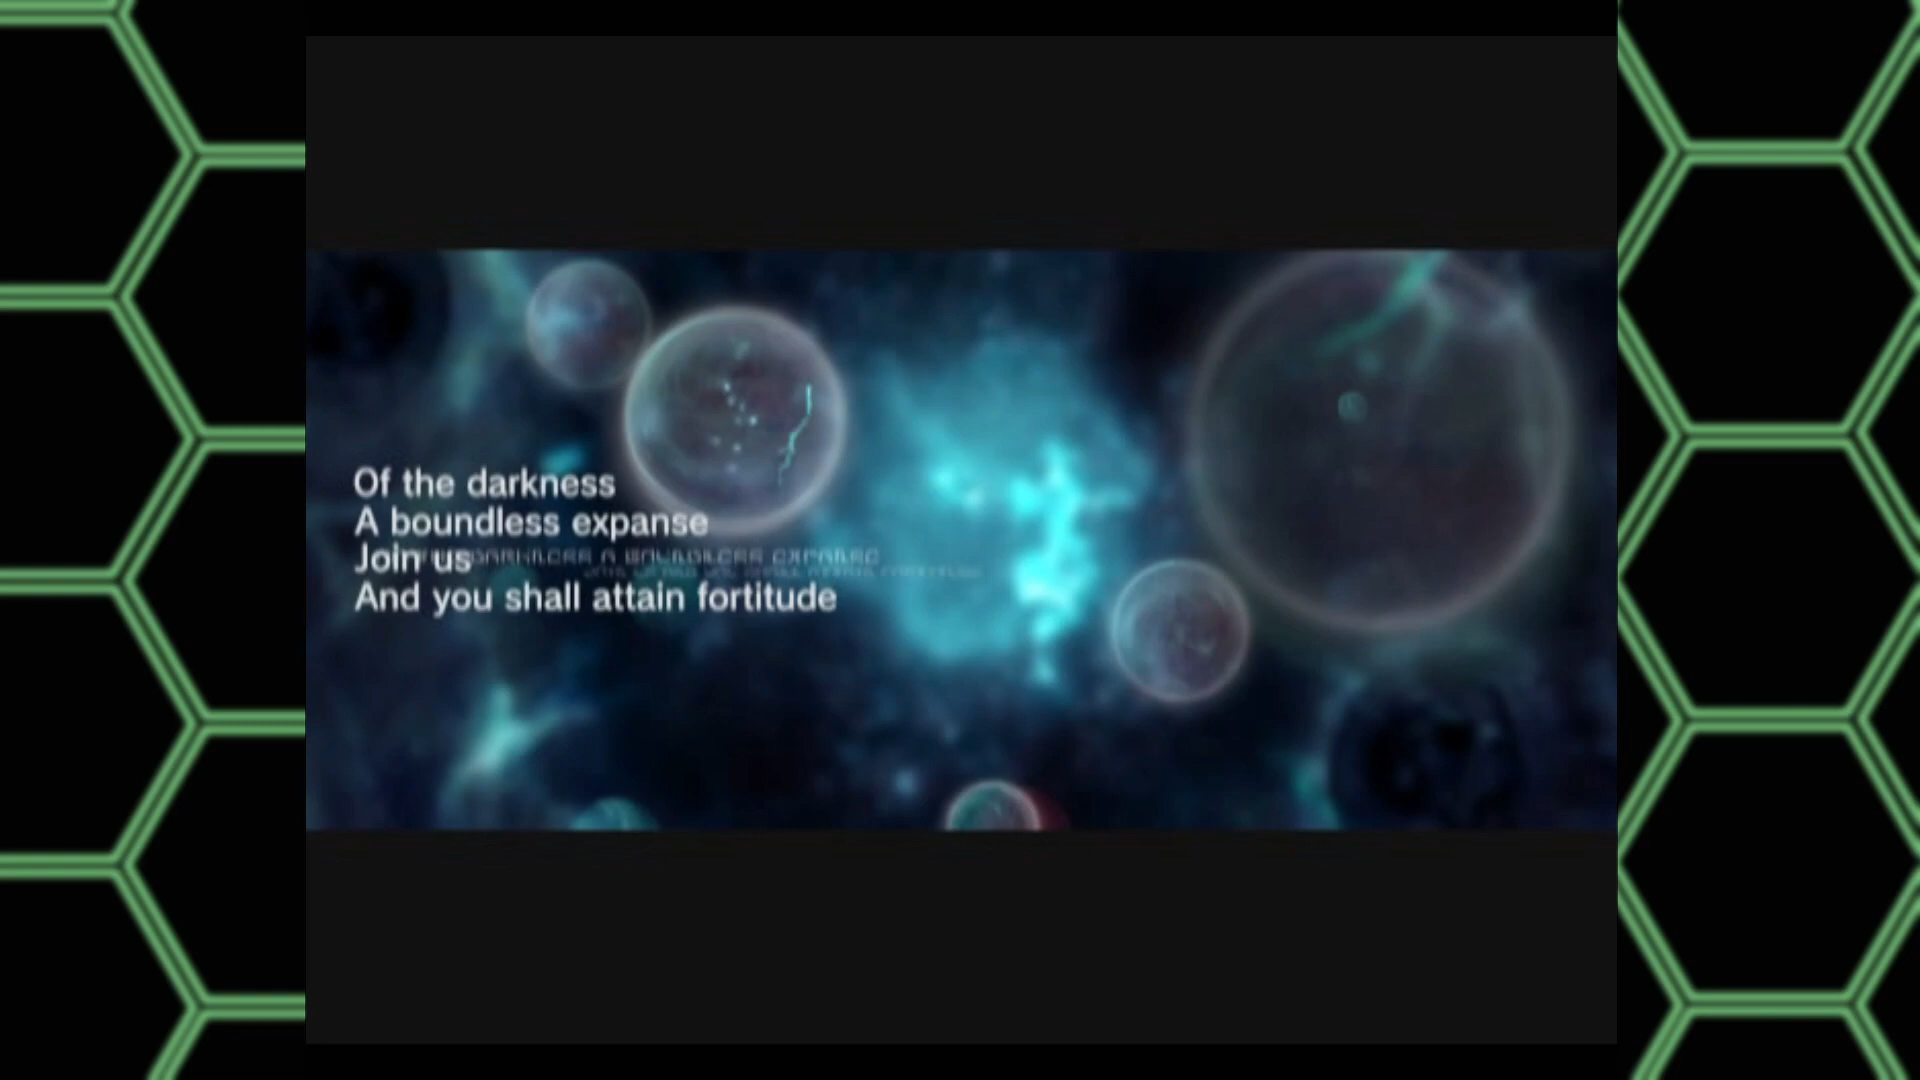 Of the darkness
A boundless expanse
Join us
And you shall attain fortitude